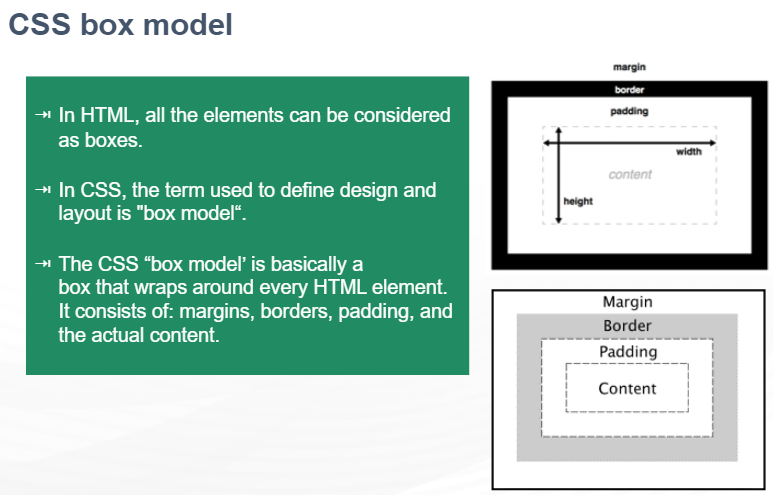 CSS box model
⇥ In HTML, all the elements can be considered
as boxes.
⇥ In CSS, the term used to define design and
layout is "box model“.
⇥ The CSS “box model’ is basically a
box that wraps around every HTML element.
It consists of: margins, borders, padding, and
the actual content.
margin
border
padding
width
content
height
Margin
Border
Padding
Content